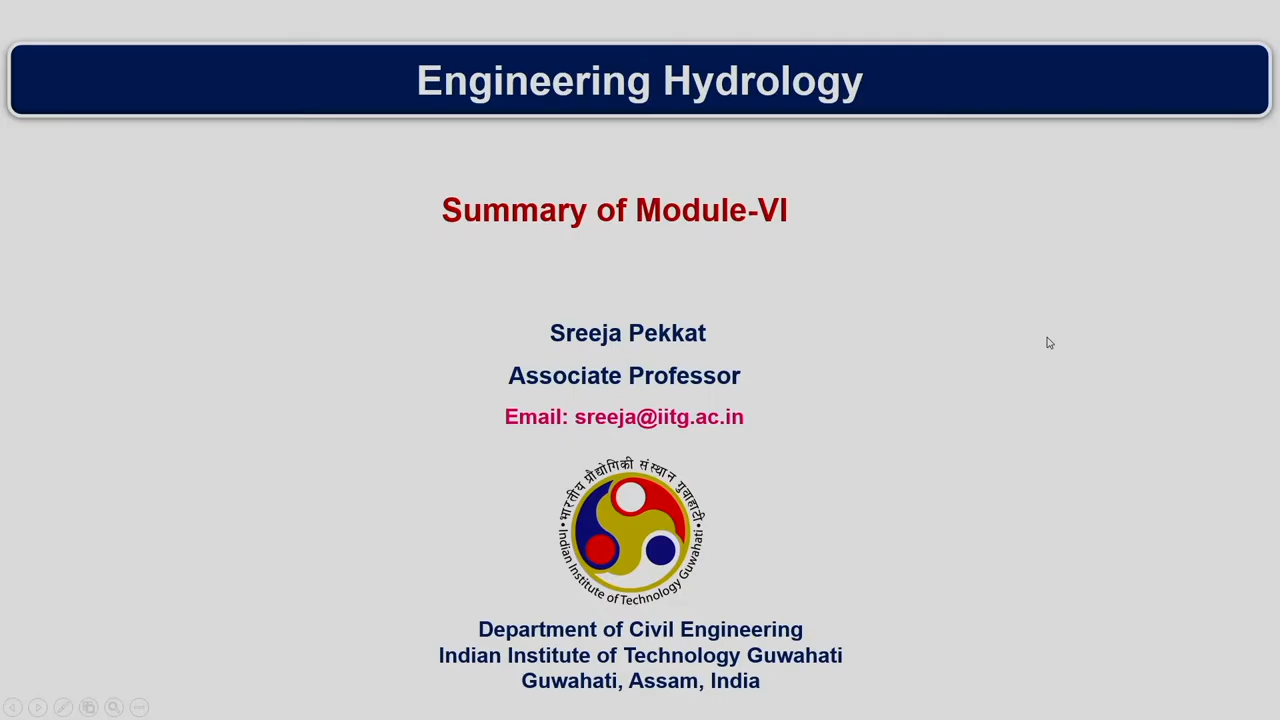 Engineering Hydrology
Summary of Module-VI
Sreeja Pekkat
Associate Professor
Email: sreeja@iitg.ac.in
भारतीय प्रौद्योगिकी संस्थान गुवाहाटी
Indian Institute of Technology Guwahati
Department of Civil Engineering
Indian Institute of Technology Guwahati
Guwahati, Assam, India